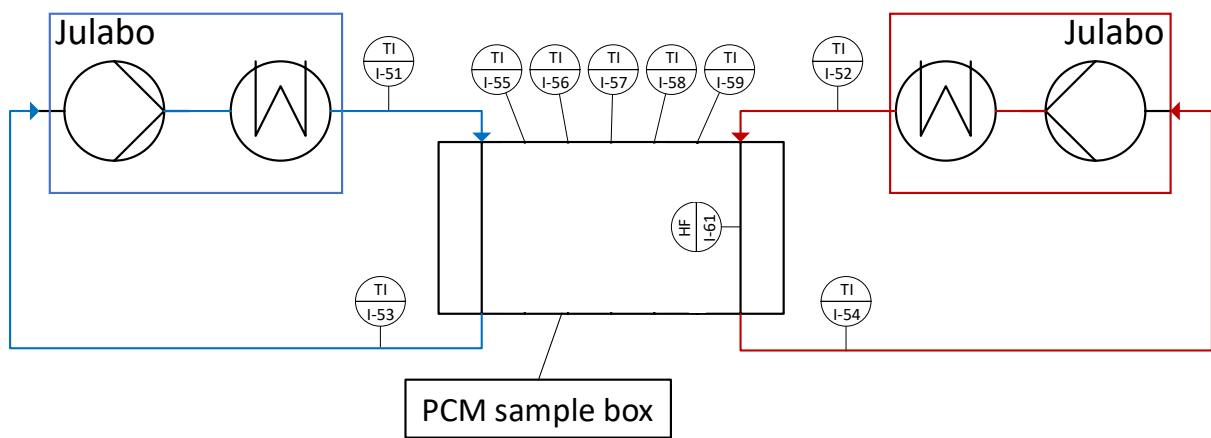 Julabo
Julabo
TI
I-51
TI
I-55
TI
I-56
TI
I-57
TI
I-58
TI
I-59
TI
I-52
HF
I-61
TI
I-53
TI
I-54
PCM sample box